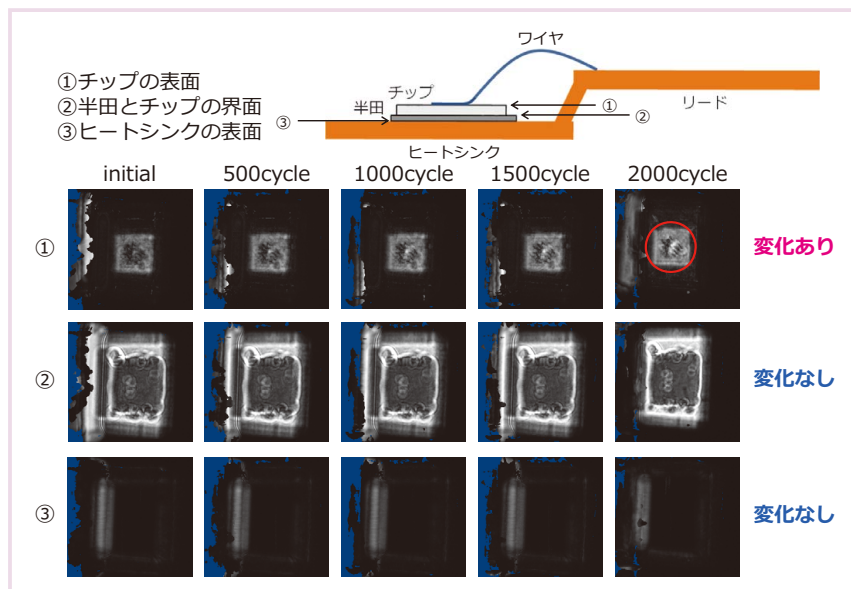 ワイヤ
①チップの表面
②半田とチップの界面
③ヒートシンクの表面
チップ
半田
①
②
③
リード
ヒートシンク
initial 500cycle 1000cycle 1500cycle 2000cycle
① 変化あり
② 変化なし
③ 変化なし